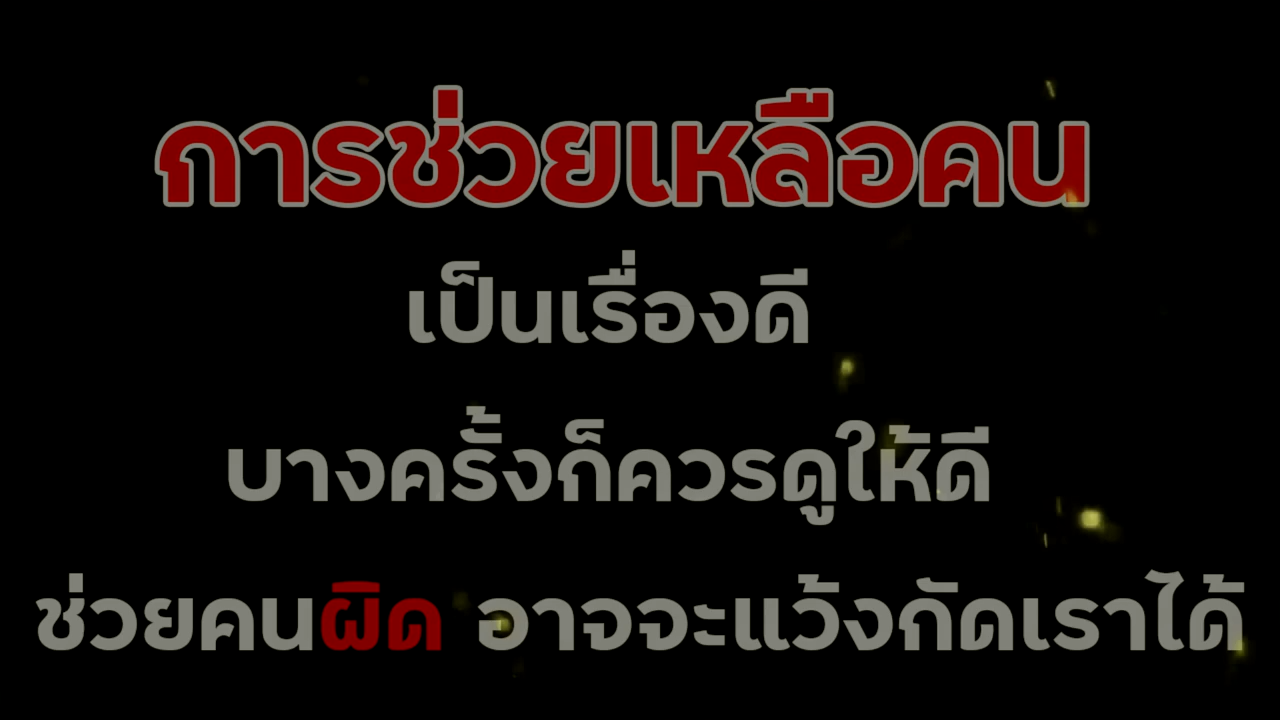 การช่วยเหลือคน
เป็นเรื่องดี
บางครั้งก็ควรดูให้ดี
ช่วยคนผิด อาจจะแว้งกัดเราได้